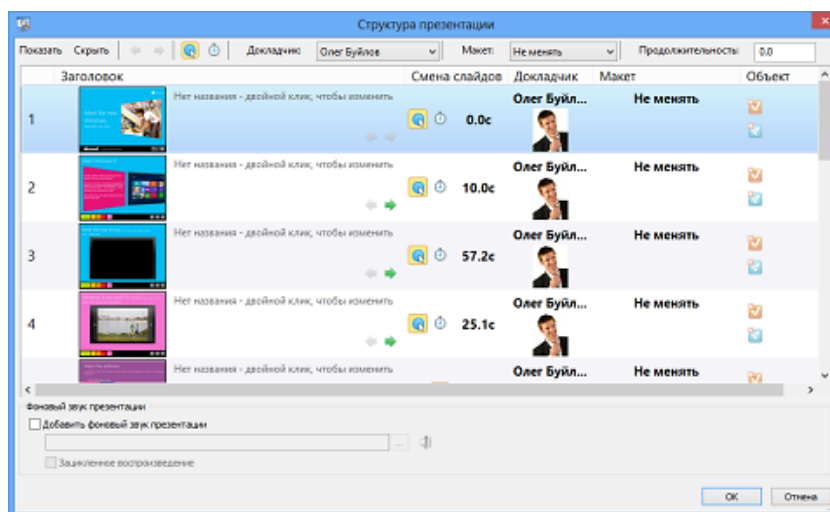 Структура презентации
Показать Скрыть Докладчик: Олег Буйлов Макет: Не менять Продолжительность: 0.0
Заголовок Смена слайдов Докладчик Макет Объект
1 Нет названия - двойной клик, чтобы изменить 0.0с Олег Буйл... Не менять
2 Нет названия - двойной клик, чтобы изменить 10.0с Олег Буйл... Не менять
3 Нет названия - двойной клик, чтобы изменить 57.2с Олег Буйл... Не менять
4 Нет названия - двойной клик, чтобы изменить 25.1с Олег Буйл... Не менять
Нет названия - двойной клик, чтобы изменить Олег Буйл... Не менять
Фоновый звук презентации
Добавить фоновый звук презентации
...
Зацикленное воспроизведение
ОК Отмена